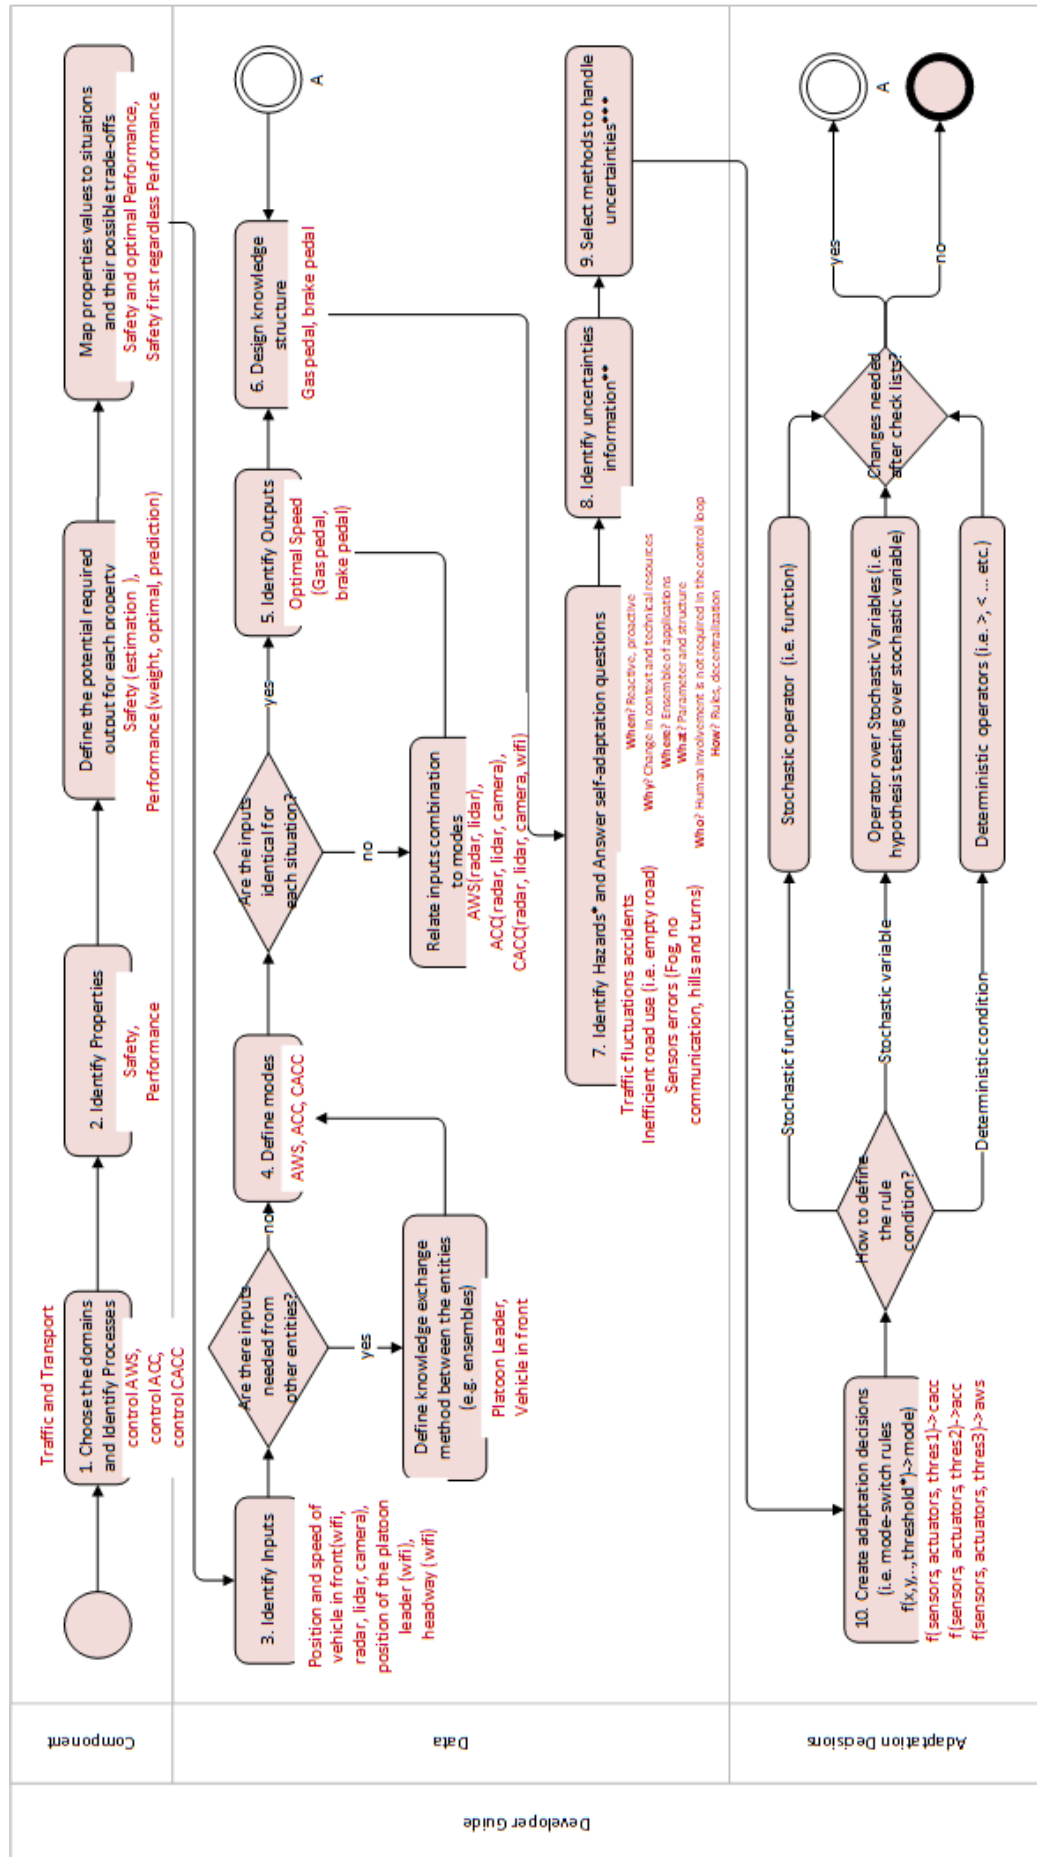 Developer Guide
Component
Traffic and Transport
1. Choose the domains
and Identify Processes
control AWS,
control ACC,
control CACC
2. Identify Properties
Safety,
Performance
Define the potential required
outout for each property
Safety (estimation ),
Performance (weight, optimal, prediction)
Map properties values to situations
and their possible trade-offs
Safety and optimal Performance,
Safety first regardless Performance
Data
3. Identify Inputs
Position and speed of
vehicle in front(wifi,
radar, lidar, camera),
position of the platoon
leader (wifi),
headway (wifi)
Are there inputs
needed from
other entities?
no
yes
Define knowledge exchange
method between the entities
(e.g. ensembles)
Platoon Leader,
Vehicle in front
4. Define modes
AWS, ACC, CACC
Are the inputs
identical for
each situation?
yes
no
Relate inputs combination
to modes
AWS(radar, lidar),
ACC(radar, lidar, camera),
CACC(radar, lidar, camera, wifi)
5. Identify Outputs
Optimal Speed
(Gas pedal,
brake pedal)
6. Design knowledge
structure
Gas pedal, brake pedal
A
7. Identify Hazards* and Answer self-adaptation questions
Traffic fluctuations accidents
Inefficient road use (i.e. empty road)
Sensors errors (Fog, no
communication, hills and turns)
When? Reactive, proactive
Why? Change in context and technical resources
Where? Ensemble of applications
What? Parameter and structure
Who? Human involvement is not required in the control loop
How? Rules, decentralization
8. Identify uncertainties
information**
9. Select methods to handle
uncertainties***
Adaptation Decisions
10. Create adaptation decisions
(i.e. mode-switch rules
f(x,y,..,threshold*)->mode)
f(sensors, actuators, thres1)->cacc
f(sensors, actuators, thres2)->acc
f(sensors, actuators, thres3)->aws
How to define
the rule
condition?
Stochastic function
Stochastic variable
Deterministic condition
Stochastic operator (i.e. function)
Operator over Stochastic Variables (i.e.
hypothesis testing over stochastic variable)
Deterministic operators (i.e. >, < ... etc.)
Changes needed
after check lists?
yes
no
A